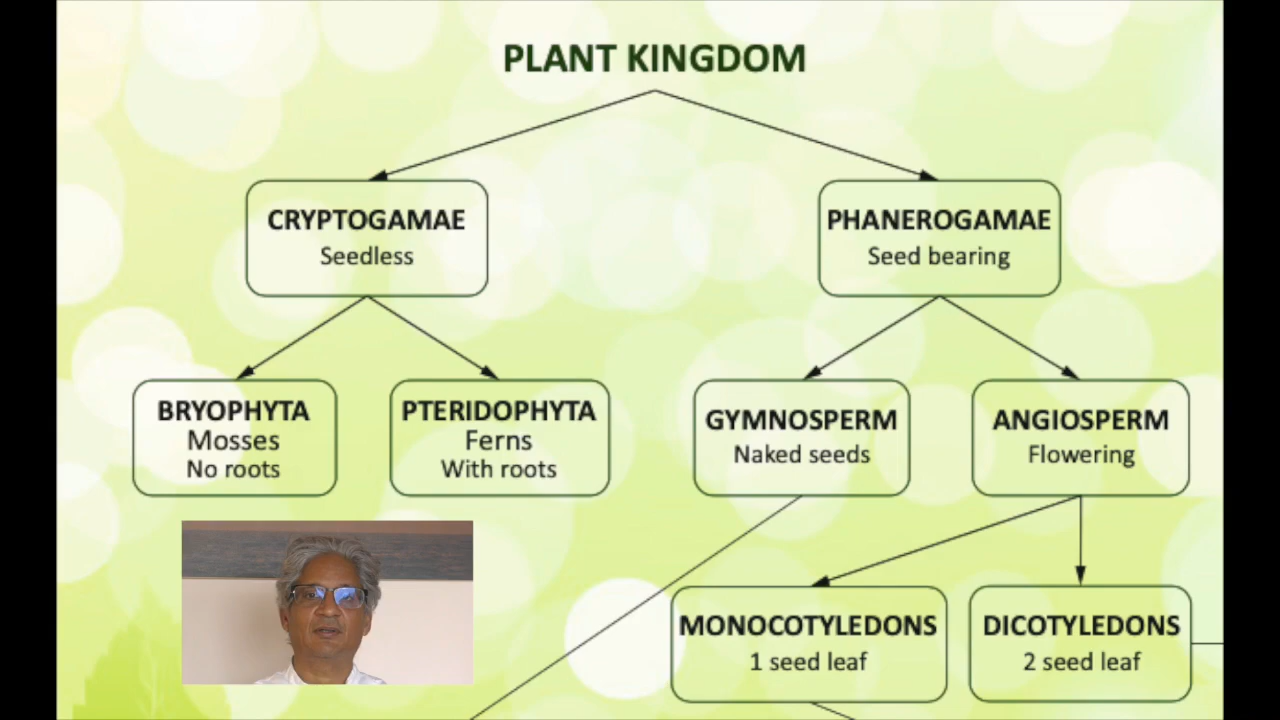 PLANT KINGDOM
CRYPTOGAMAE
Seedless
PHANEROGAMAE
Seed bearing
BRYOPHYTA
Mosses
No roots
PTERIDOPHYTA
Ferns
With roots
GYMNOSPERM
Naked seeds
ANGIOSPERM
Flowering
MONOCOTYLEDONS
1 seed leaf
DICOTYLEDONS
2 seed leaf